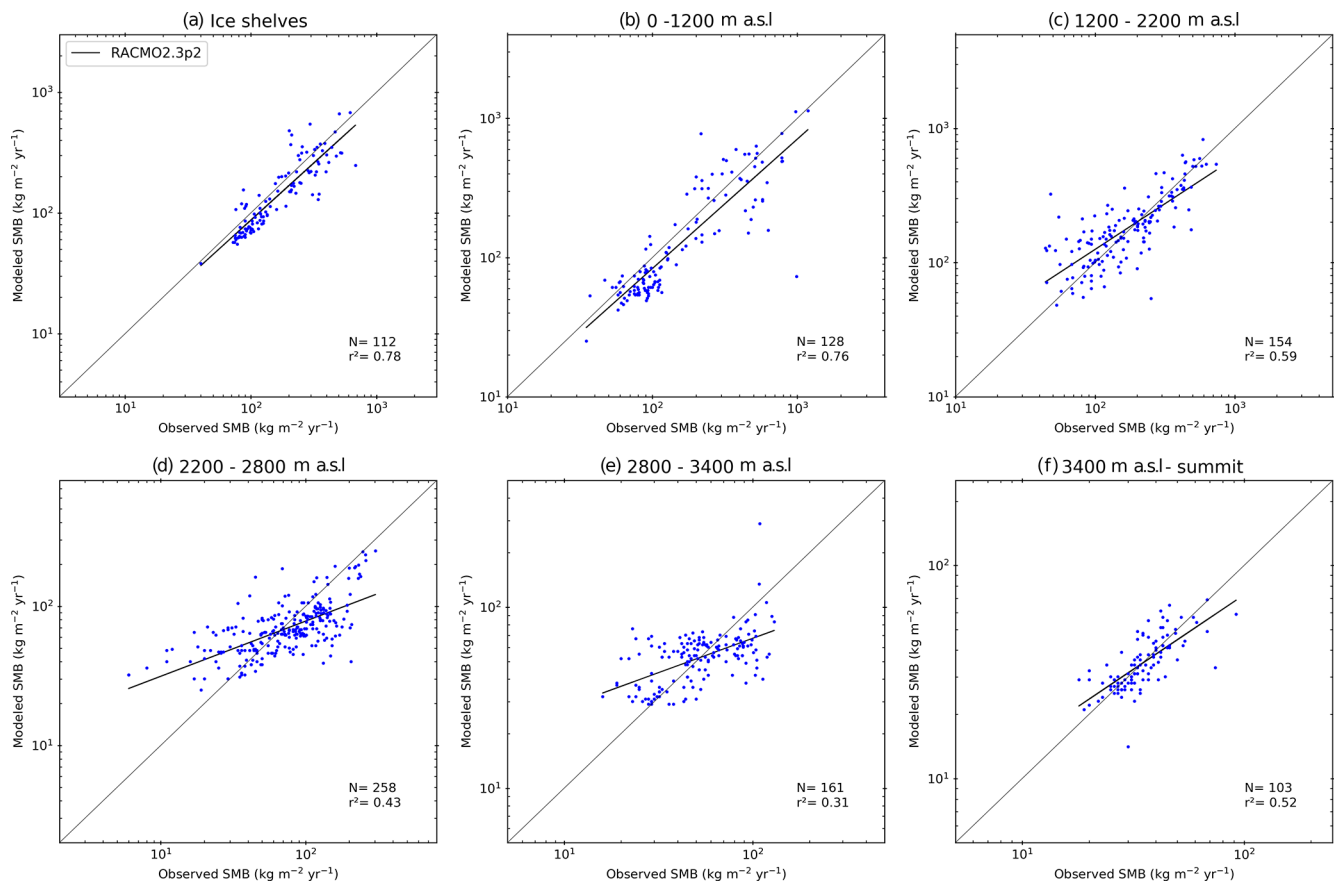 (a) Ice shelves
RACMO2.3p2
10³
10²
10¹
Modeled SMB (kg m⁻² yr⁻¹)
N= 112
r²= 0.78
10¹ 10² 10³
Observed SMB (kg m⁻² yr⁻¹)
(b) 0 -1200 m a.s.l
10³
10²
10¹
Modeled SMB (kg m⁻² yr⁻¹)
N= 128
r²= 0.76
10¹ 10² 10³
Observed SMB (kg m⁻² yr⁻¹)
(c) 1200 - 2200 m a.s.l
10³
10²
10¹
Modeled SMB (kg m⁻² yr⁻¹)
N= 154
r²= 0.59
10¹ 10² 10³
Observed SMB (kg m⁻² yr⁻¹)
(d) 2200 - 2800 m a.s.l
10²
10¹
Modeled SMB (kg m⁻² yr⁻¹)
N= 258
r²= 0.43
10¹ 10²
Observed SMB (kg m⁻² yr⁻¹)
(e) 2800 - 3400 m a.s.l
10²
10¹
Modeled SMB (kg m⁻² yr⁻¹)
N= 161
r²= 0.31
10¹ 10²
Observed SMB (kg m⁻² yr⁻¹)
(f) 3400 m a.s.l - summit
10²
10¹
Modeled SMB (kg m⁻² yr⁻¹)
N= 103
r²= 0.52
10¹ 10²
Observed SMB (kg m⁻² yr⁻¹)